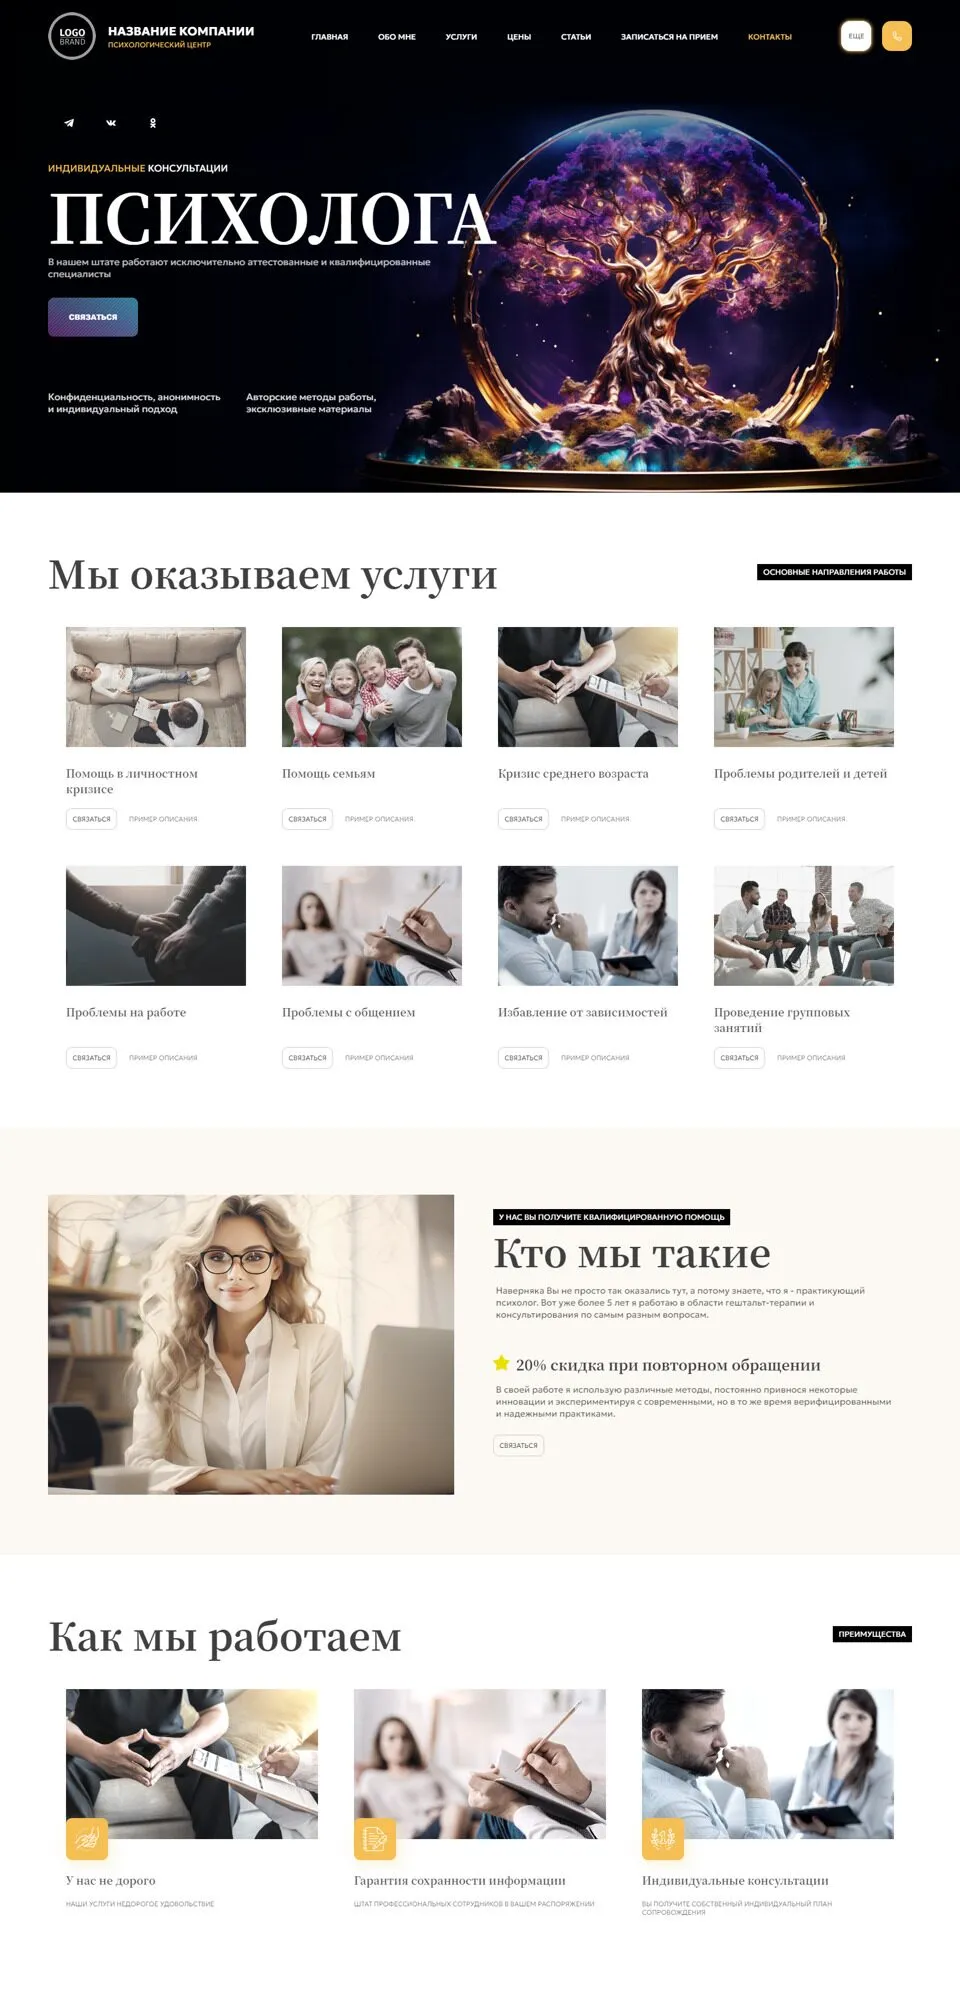 LOGO
BRAND
НАЗВАНИЕ КОМПАНИИ
ПСИХОЛОГИЧЕСКИЙ ЦЕНТР
ГЛАВНАЯ
ОБО МНЕ
УСЛУГИ
ЦЕНЫ
СТАТЬИ
ЗАПИСАТЬСЯ НА ПРИЕМ
КОНТАКТЫ
ЕЩЕ
ИНДИВИДУАЛЬНЫЕ КОНСУЛЬТАЦИИ
ПСИХОЛОГА
В нашем штате работают исключительно аттестованные и квалифицированные
специалисты
СВЯЗАТЬСЯ
Конфиденциальность, анонимность
и индивидуальный подход
Авторские методы работы,
эксклюзивные материалы
Мы оказываем услуги
ОСНОВНЫЕ НАПРАВЛЕНИЯ РАБОТЫ
Помощь в личностном
кризисе
СВЯЗАТЬСЯ
ПРИМЕР ОПИСАНИЯ
Помощь семьям
СВЯЗАТЬСЯ
ПРИМЕР ОПИСАНИЯ
Кризис среднего возраста
СВЯЗАТЬСЯ
ПРИМЕР ОПИСАНИЯ
Проблемы родителей и детей
СВЯЗАТЬСЯ
ПРИМЕР ОПИСАНИЯ
Проблемы на работе
СВЯЗАТЬСЯ
ПРИМЕР ОПИСАНИЯ
Проблемы с общением
СВЯЗАТЬСЯ
ПРИМЕР ОПИСАНИЯ
Избавление от зависимостей
СВЯЗАТЬСЯ
ПРИМЕР ОПИСАНИЯ
Проведение групповых
занятий
СВЯЗАТЬСЯ
ПРИМЕР ОПИСАНИЯ
У НАС ВЫ ПОЛУЧИТЕ КВАЛИФИЦИРОВАННУЮ ПОМОЩЬ
Кто мы такие
Наверняка Вы не просто так оказались тут, а потому знаете, что я - практикующий
психолог. Вот уже более 5 лет я работаю в области гештальт-терапии и
консультирования по самым разным вопросам.
20% скидка при повторном обращении
В своей работе я использую различные методы, постоянно привнося некоторые
инновации и экспериментируя с современными, но в то же время верифицированными
и надежными практиками.
СВЯЗАТЬСЯ
Как мы работаем
ПРЕИМУЩЕСТВА
У нас не дорого
НАШИ УСЛУГИ НЕДОРОГОЕ УДОВОЛЬСТВИЕ
Гарантия сохранности информации
ШТАТ ПРОФЕССИОНАЛЬНЫХ СОТРУДНИКОВ В ВАШЕМ РАСПОРЯЖЕНИИ
Индивидуальные консультации
ВЫ ПОЛУЧИТЕ СОБСТВЕННЫЙ ИНДИВИДУАЛЬНЫЙ ПЛАН
СОПРОВОЖДЕНИЯ